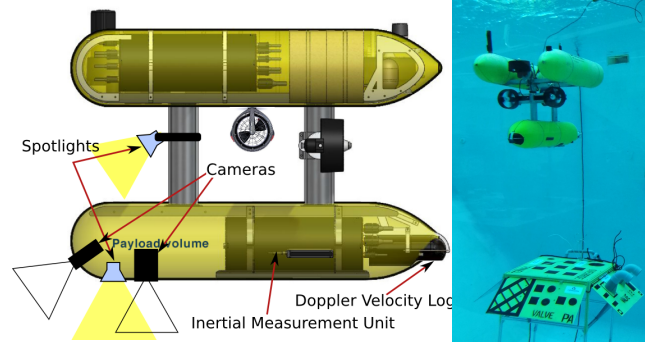 Spotlights
Cameras
Payload volume
Doppler Velocity Log
Inertial Measurement Unit
VALVE PA